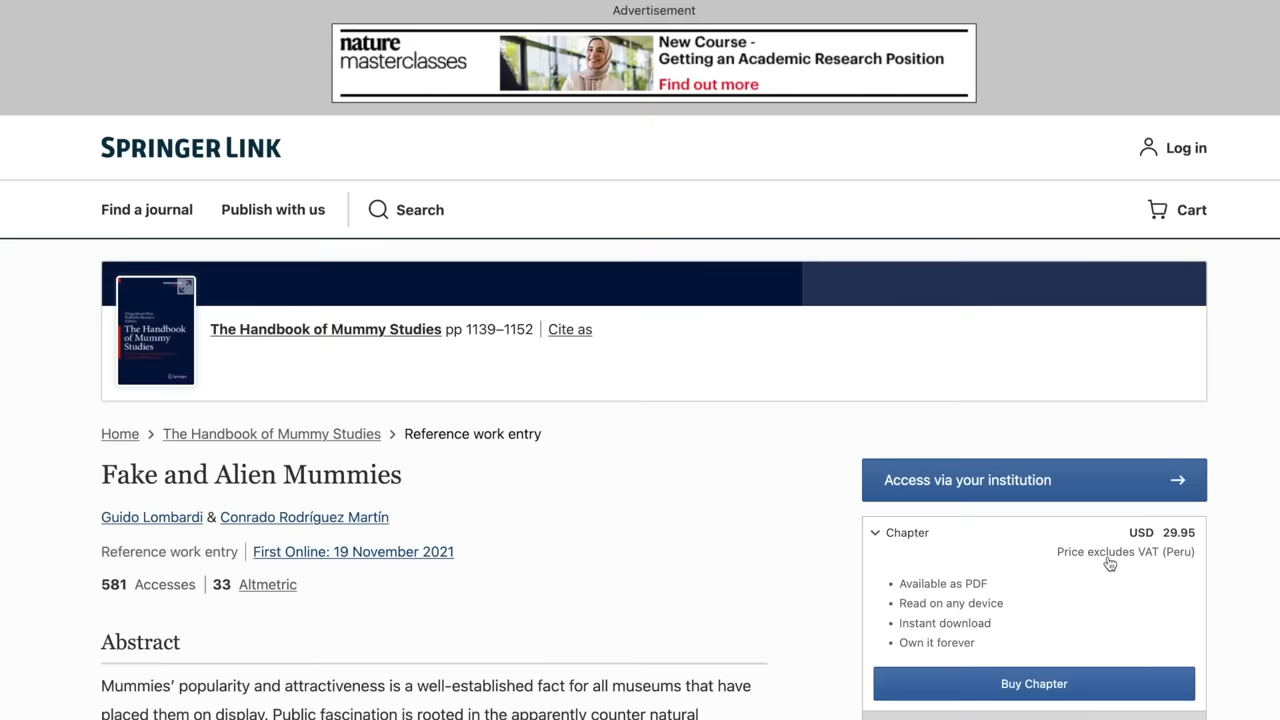 Advertisement
nature
masterclasses
New Course -
Getting an Academic Research Position
Find out more
SPRINGER LINK
Log in
Find a journal
Publish with us
Search
Cart
The Handbook
of Mummy
Studies
Springer
The Handbook of Mummy Studies pp 1139–1152 Cite as
Home > The Handbook of Mummy Studies > Reference work entry
Fake and Alien Mummies
Guido Lombardi & Conrado Rodríguez Martín
Reference work entry First Online: 19 November 2021
581 Accesses 33 Altmetric
Abstract
Mummies’ popularity and attractiveness is a well-established fact for all museums that have
placed them on display. Public fascination is rooted in the apparently counter natural
Access via your institution →
Chapter USD 29.95
Price excludes VAT (Peru)
• Available as PDF
• Read on any device
• Instant download
• Own it forever
Buy Chapter